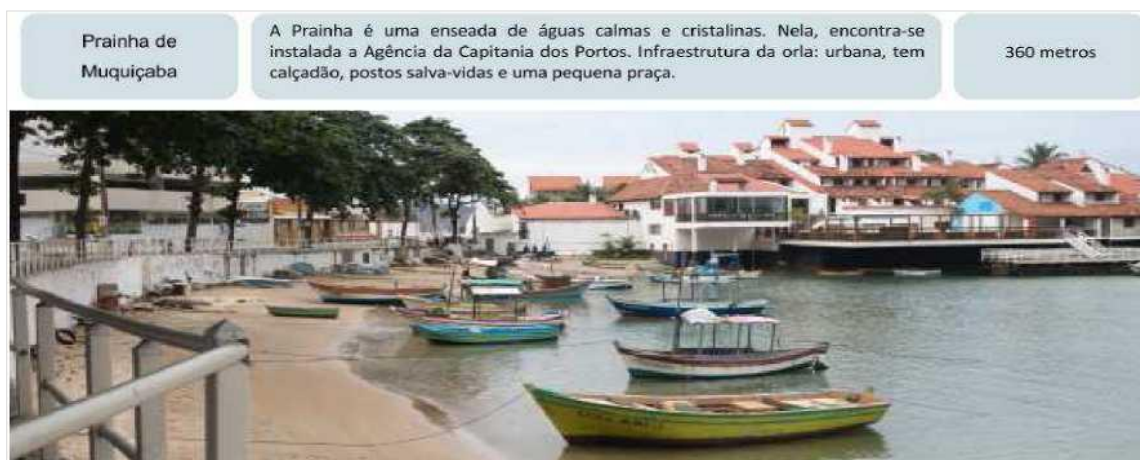 Prainha de
Muquiçaba
A Prainha é uma enseada de águas calmas e cristalinas. Nela, encontra-se
instalada a Agência da Capitania dos Portos. Infraestrutura da orla: urbana, tem
calçadão, postos salva-vidas e uma pequena praça.
360 metros